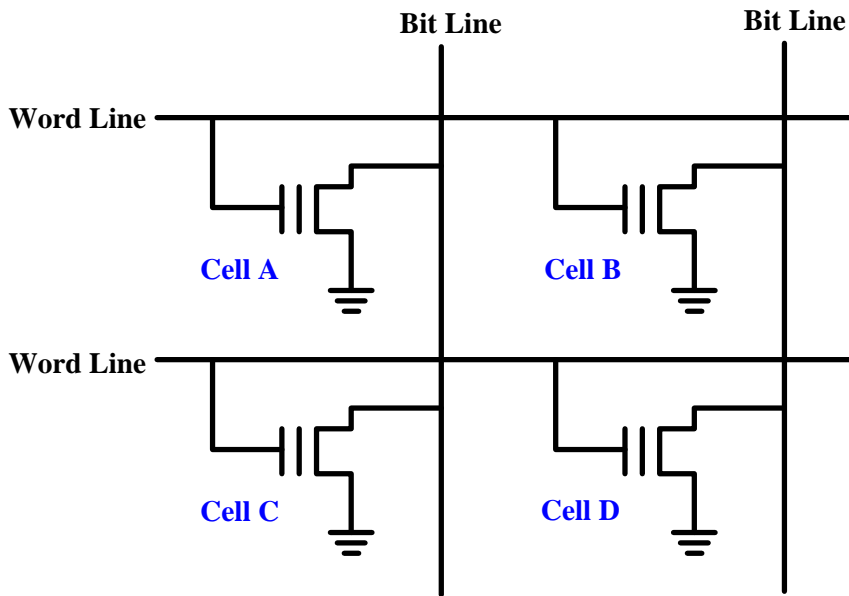 Bit Line
Bit Line
Word Line
Cell A
Cell B
Word Line
Cell C
Cell D